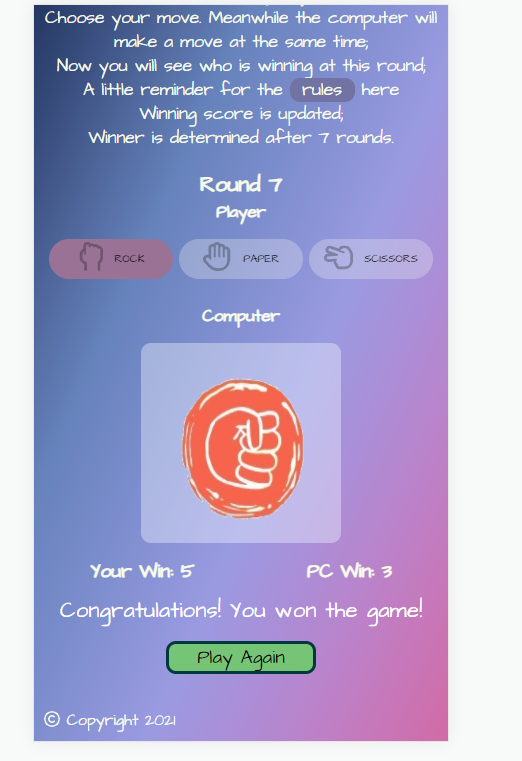 Choose your move. Meanwhile the computer will
make a move at the same time;
Now you will see who is winning at this round;
A little reminder for the rules here
Winning score is updated;
Winner is determined after 7 rounds.
Round 7
Player
ROCK PAPER SCISSORS
Computer
Your Win: 5 PC Win: 3
Congratulations! You won the game!
Play Again
© Copyright 2021